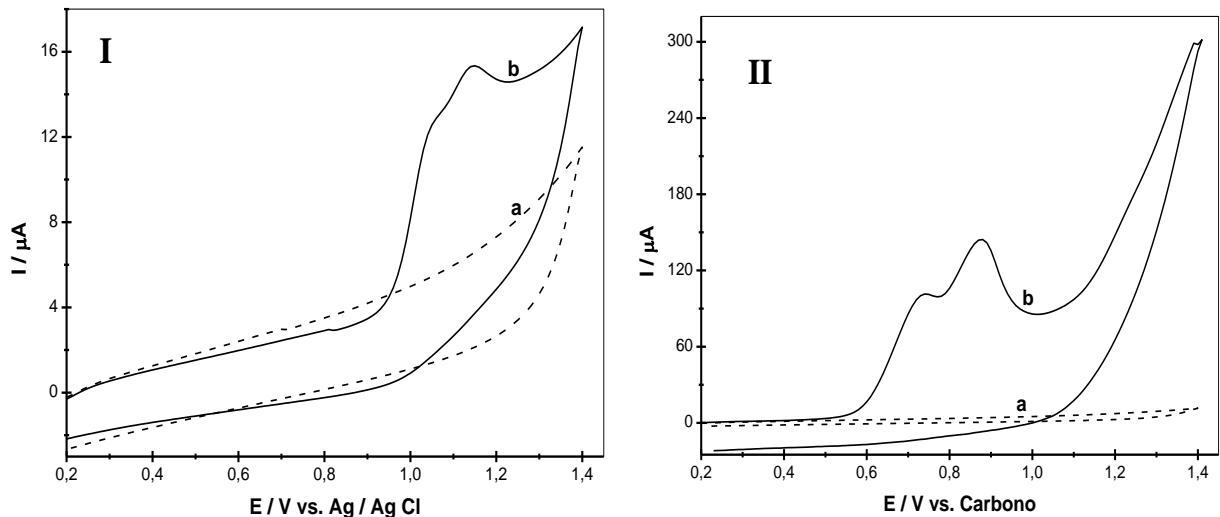 I
16
12
8
4
0
I / µA
b
a
0,2 0,4 0,6 0,8 1,0 1,2 1,4
E / V vs. Ag / Ag Cl
II
300
240
180
120
60
0
I / µA
b
a
0,2 0,4 0,6 0,8 1,0 1,2 1,4
E / V vs. Carbono